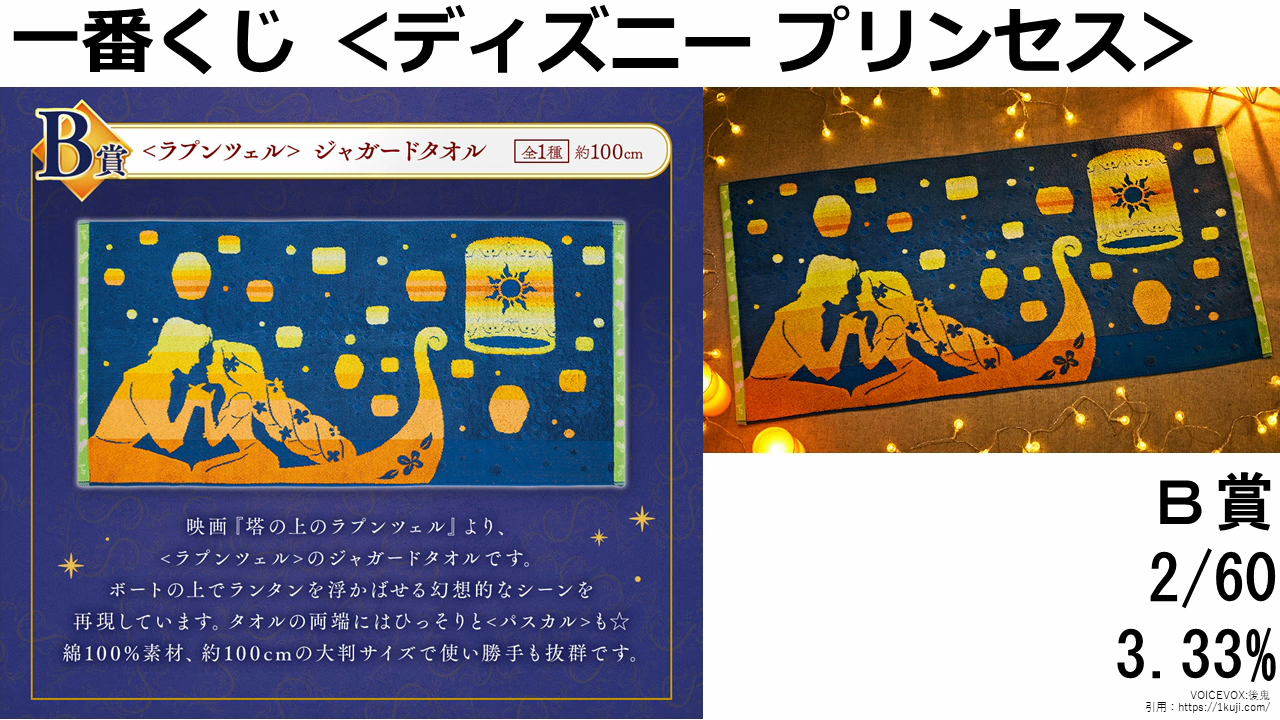 一番くじ <ディズニー プリンセス>
B賞 <ラプンツェル> ジャガードタオル 全1種 約100cm
映画『塔の上のラプンツェル』より、
<ラプンツェル>のジャガードタオルです。
ボートの上でランタンを浮かばせる幻想的なシーンを
再現しています。タオルの両端にはひっそりと<パスカル>も☆
綿100%素材、約100cmの大判サイズで使い勝手も抜群です。
B賞
2/60
3.33%
VOICEVOX:後鬼
引用：https://1kuji.com/